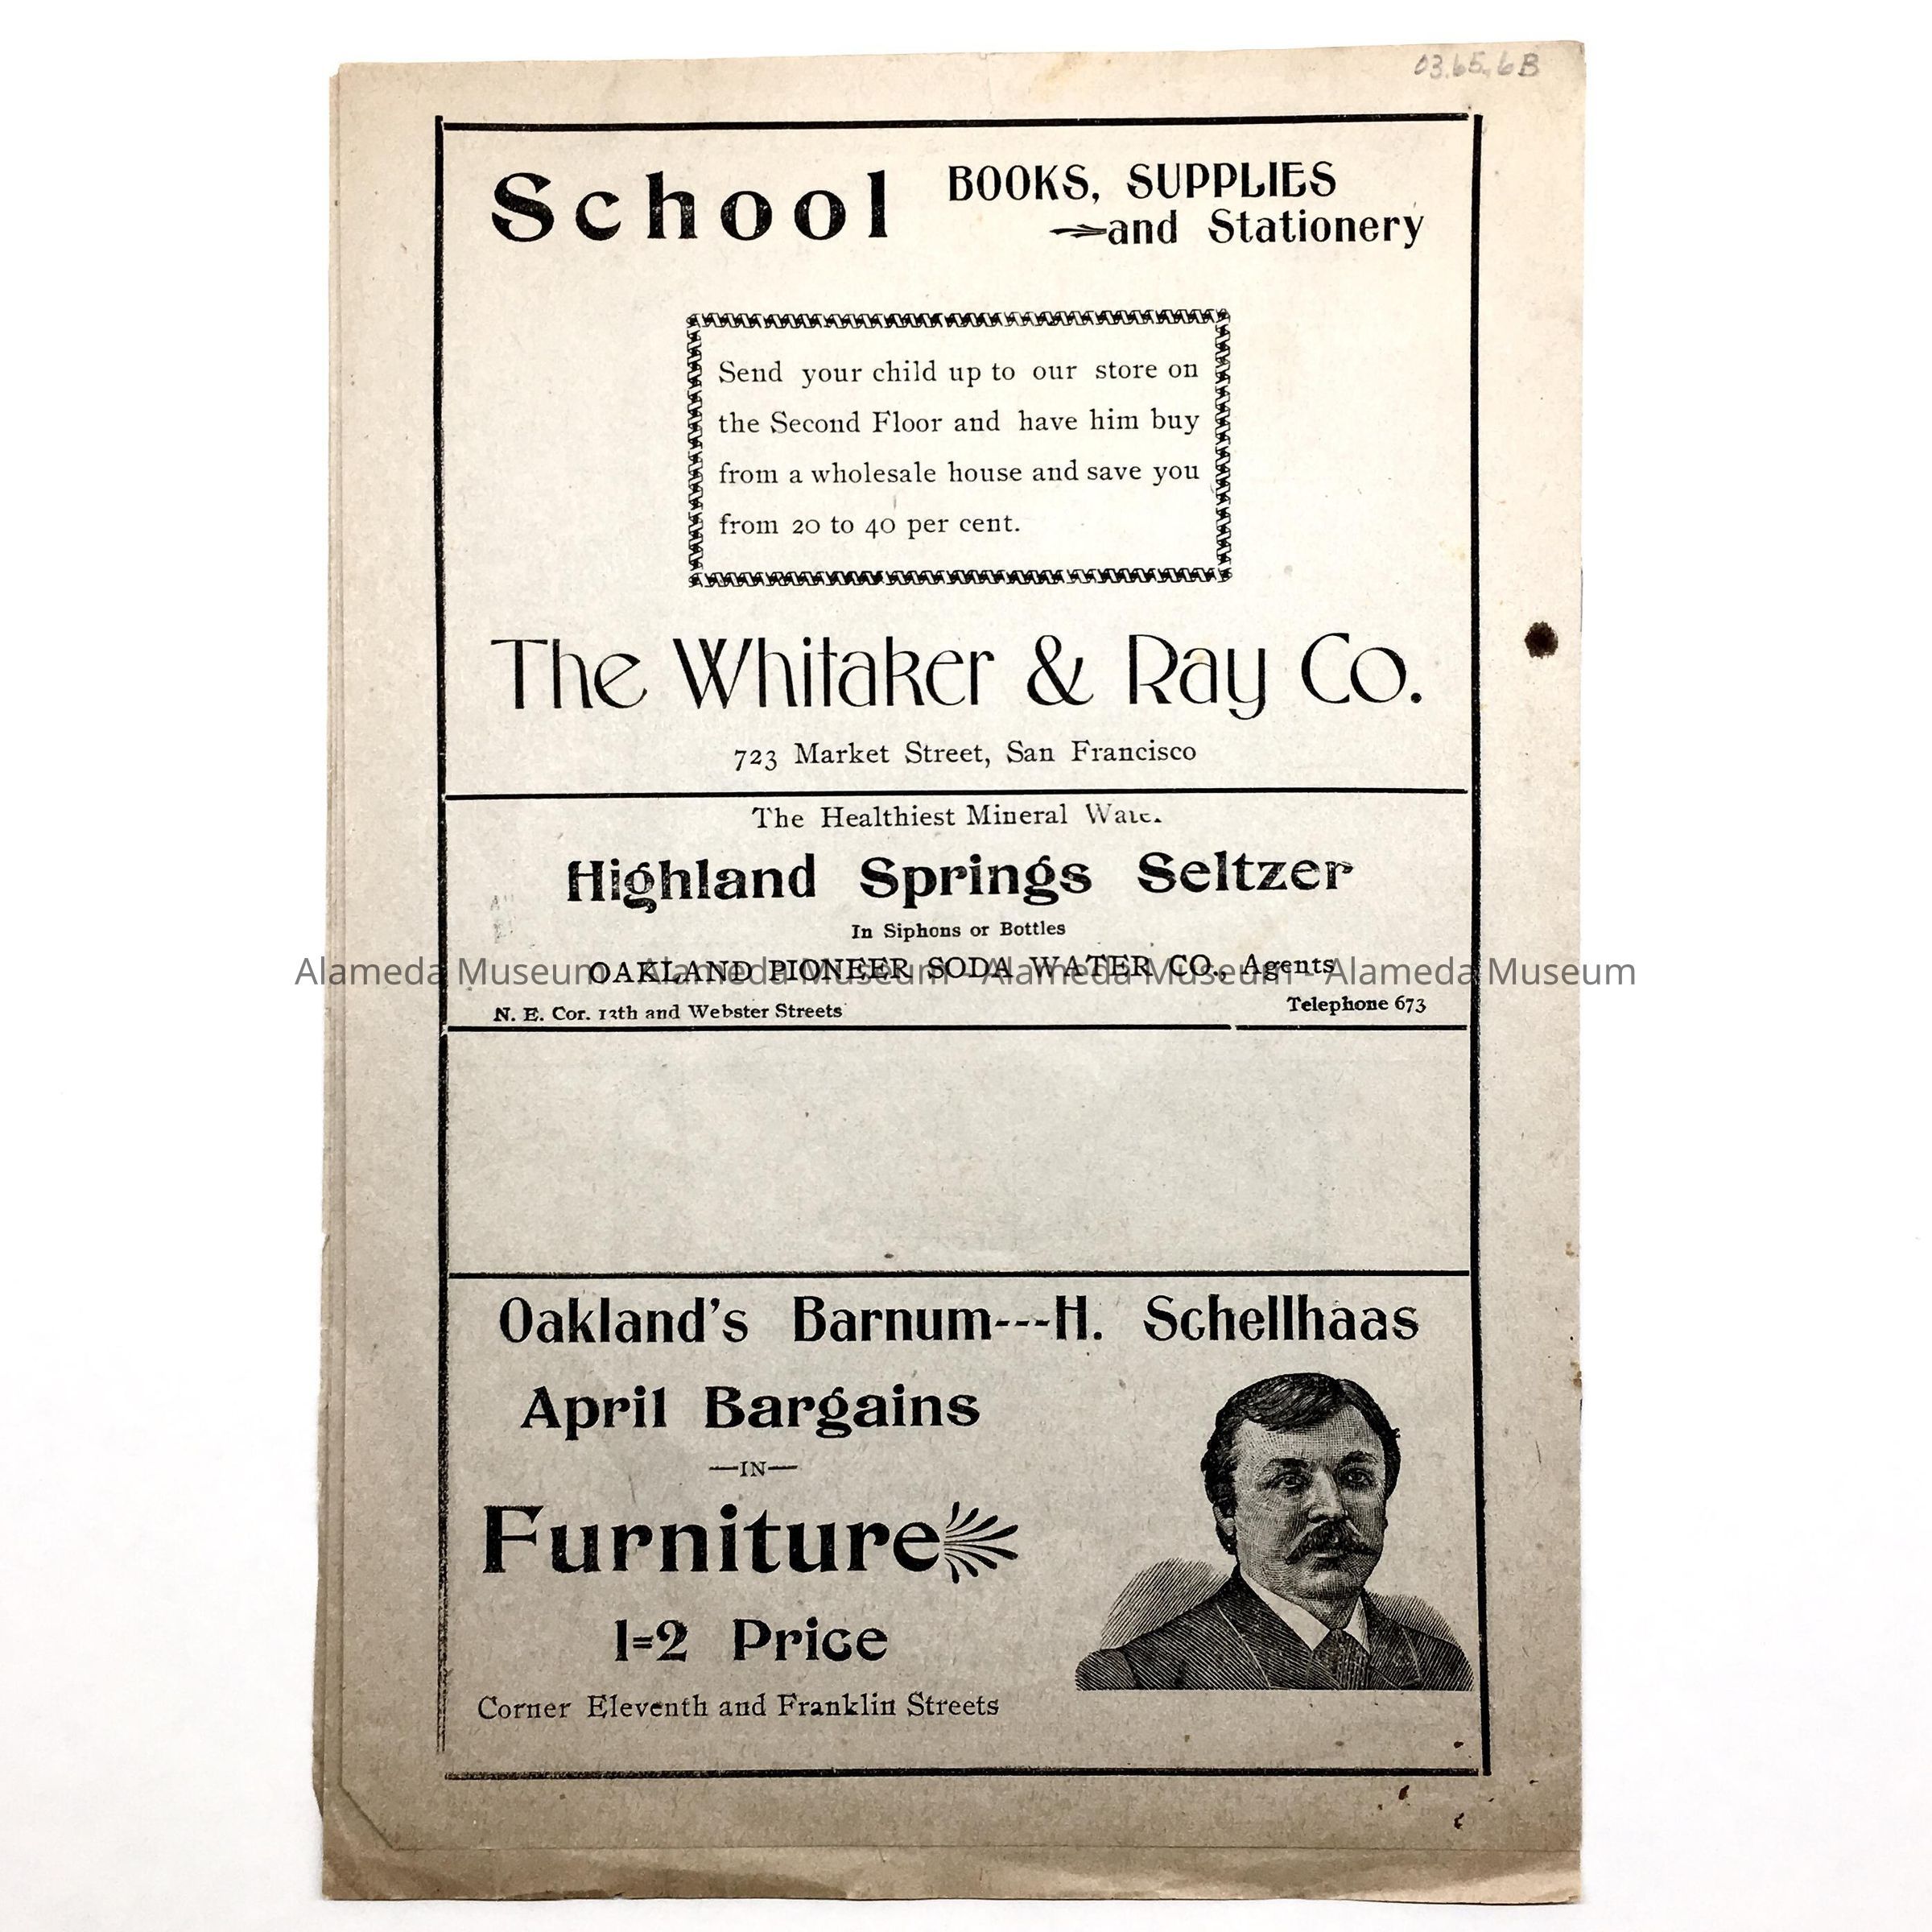 03.65.6B
School BOOKS, SUPPLIES
and Stationery
Send your child up to our store on
the Second Floor and have him buy
from a wholesale house and save you
from 20 to 40 per cent.
The Whitaker & Ray Co.
723 Market Street, San Francisco
The Healthiest Mineral
Highland Springs Seltzer
In Siphons or Bottles
OAKLAND PIONEER SODA WATER CO., Agents
Alameda Museum - Alameda Museum - Alameda Museum - Alameda Museum
N. E. Cor. 12th and Webster Streets Telephone 673
Oakland's Barnum---H. Schellhaas
April Bargains
—IN—
Furniture
1=2 Price
Corner Eleventh and Franklin Streets